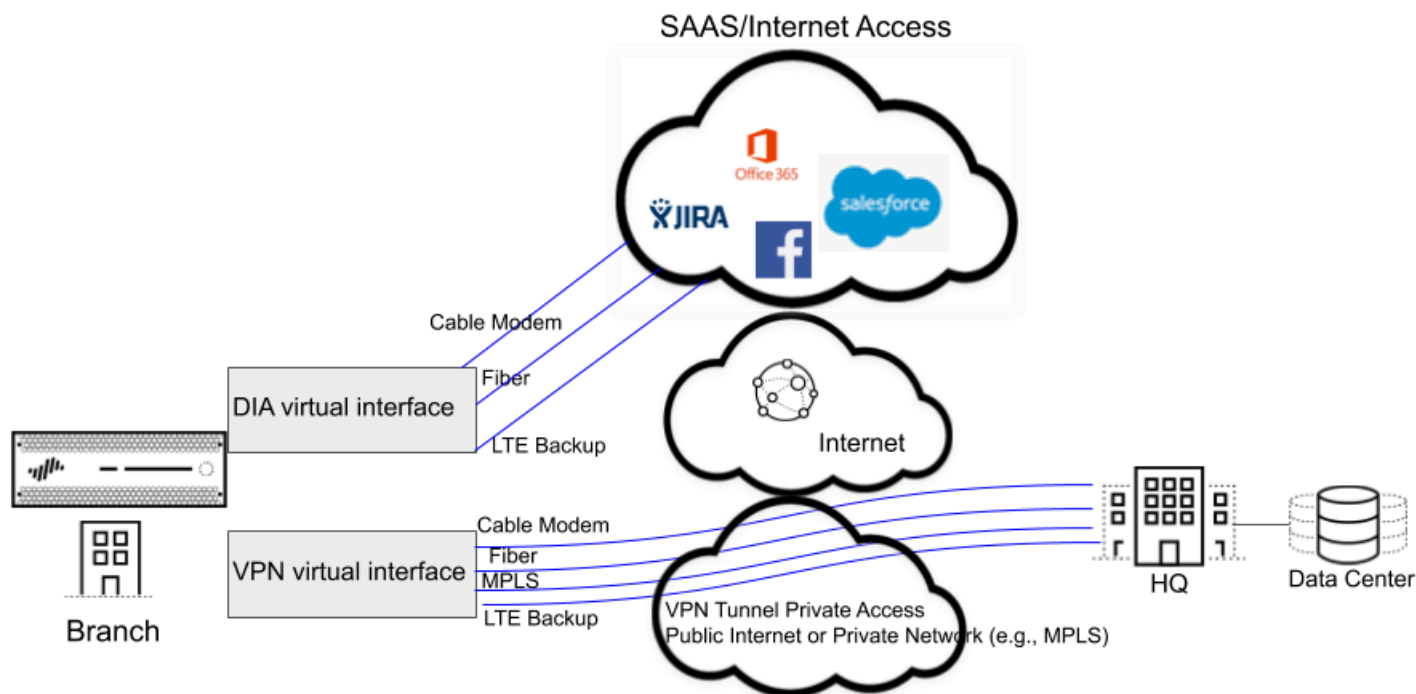 SAAS/Internet Access
Office 365
salesforce
JIRA
f
Cable Modem
Fiber
DIA virtual interface
LTE Backup
Internet
Cable Modem
Fiber
VPN virtual interface
MPLS
LTE Backup
Branch
VPN Tunnel Private Access
Public Internet or Private Network (e.g., MPLS)
HQ
Data Center